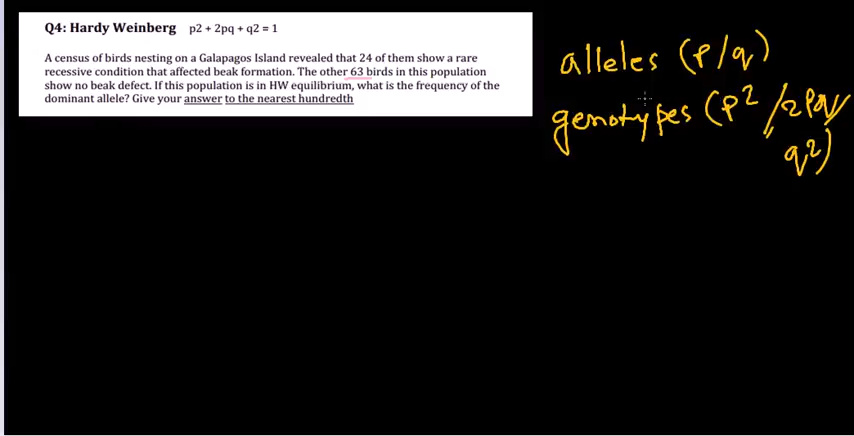 Q4: Hardy Weinberg p2 + 2pq + q2 = 1
A census of birds nesting on a Galapagos Island revealed that 24 of them show a rare
recessive condition that affected beak formation. The other 63 birds in this population
show no beak defect. If this population is in HW equilibrium, what is the frequency of the
dominant allele? Give your answer to the nearest hundredth
alleles (p/q)
genotypes (p²/2pq/
q²)